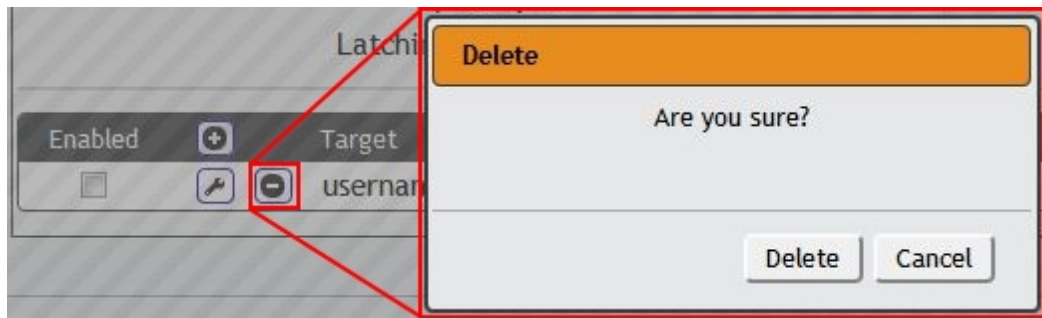 Latchi
Delete
Are you sure?
Enabled Target
usernar
Delete Cancel